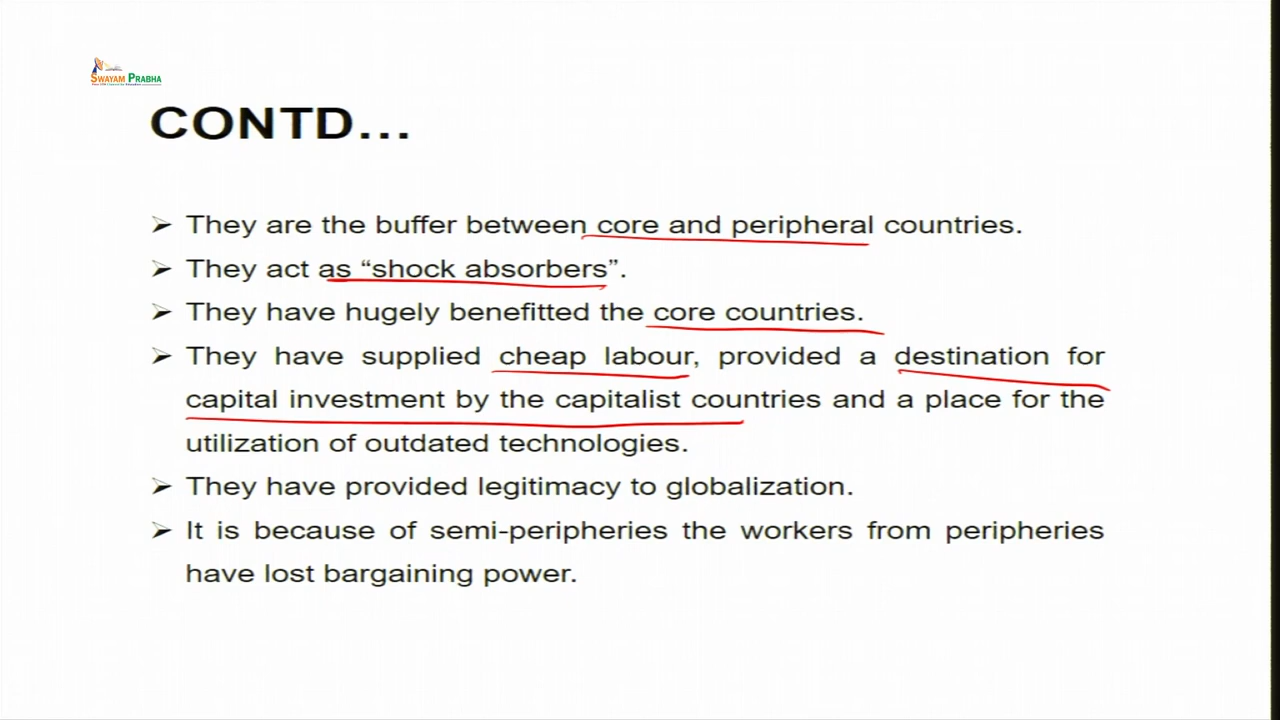 SWAYAM PRABHA
CONTD...
➢ They are the buffer between core and peripheral countries.
➢ They act as “shock absorbers”.
➢ They have hugely benefitted the core countries.
➢ They have supplied cheap labour, provided a destination for
capital investment by the capitalist countries and a place for the
utilization of outdated technologies.
➢ They have provided legitimacy to globalization.
➢ It is because of semi-peripheries the workers from peripheries
have lost bargaining power.